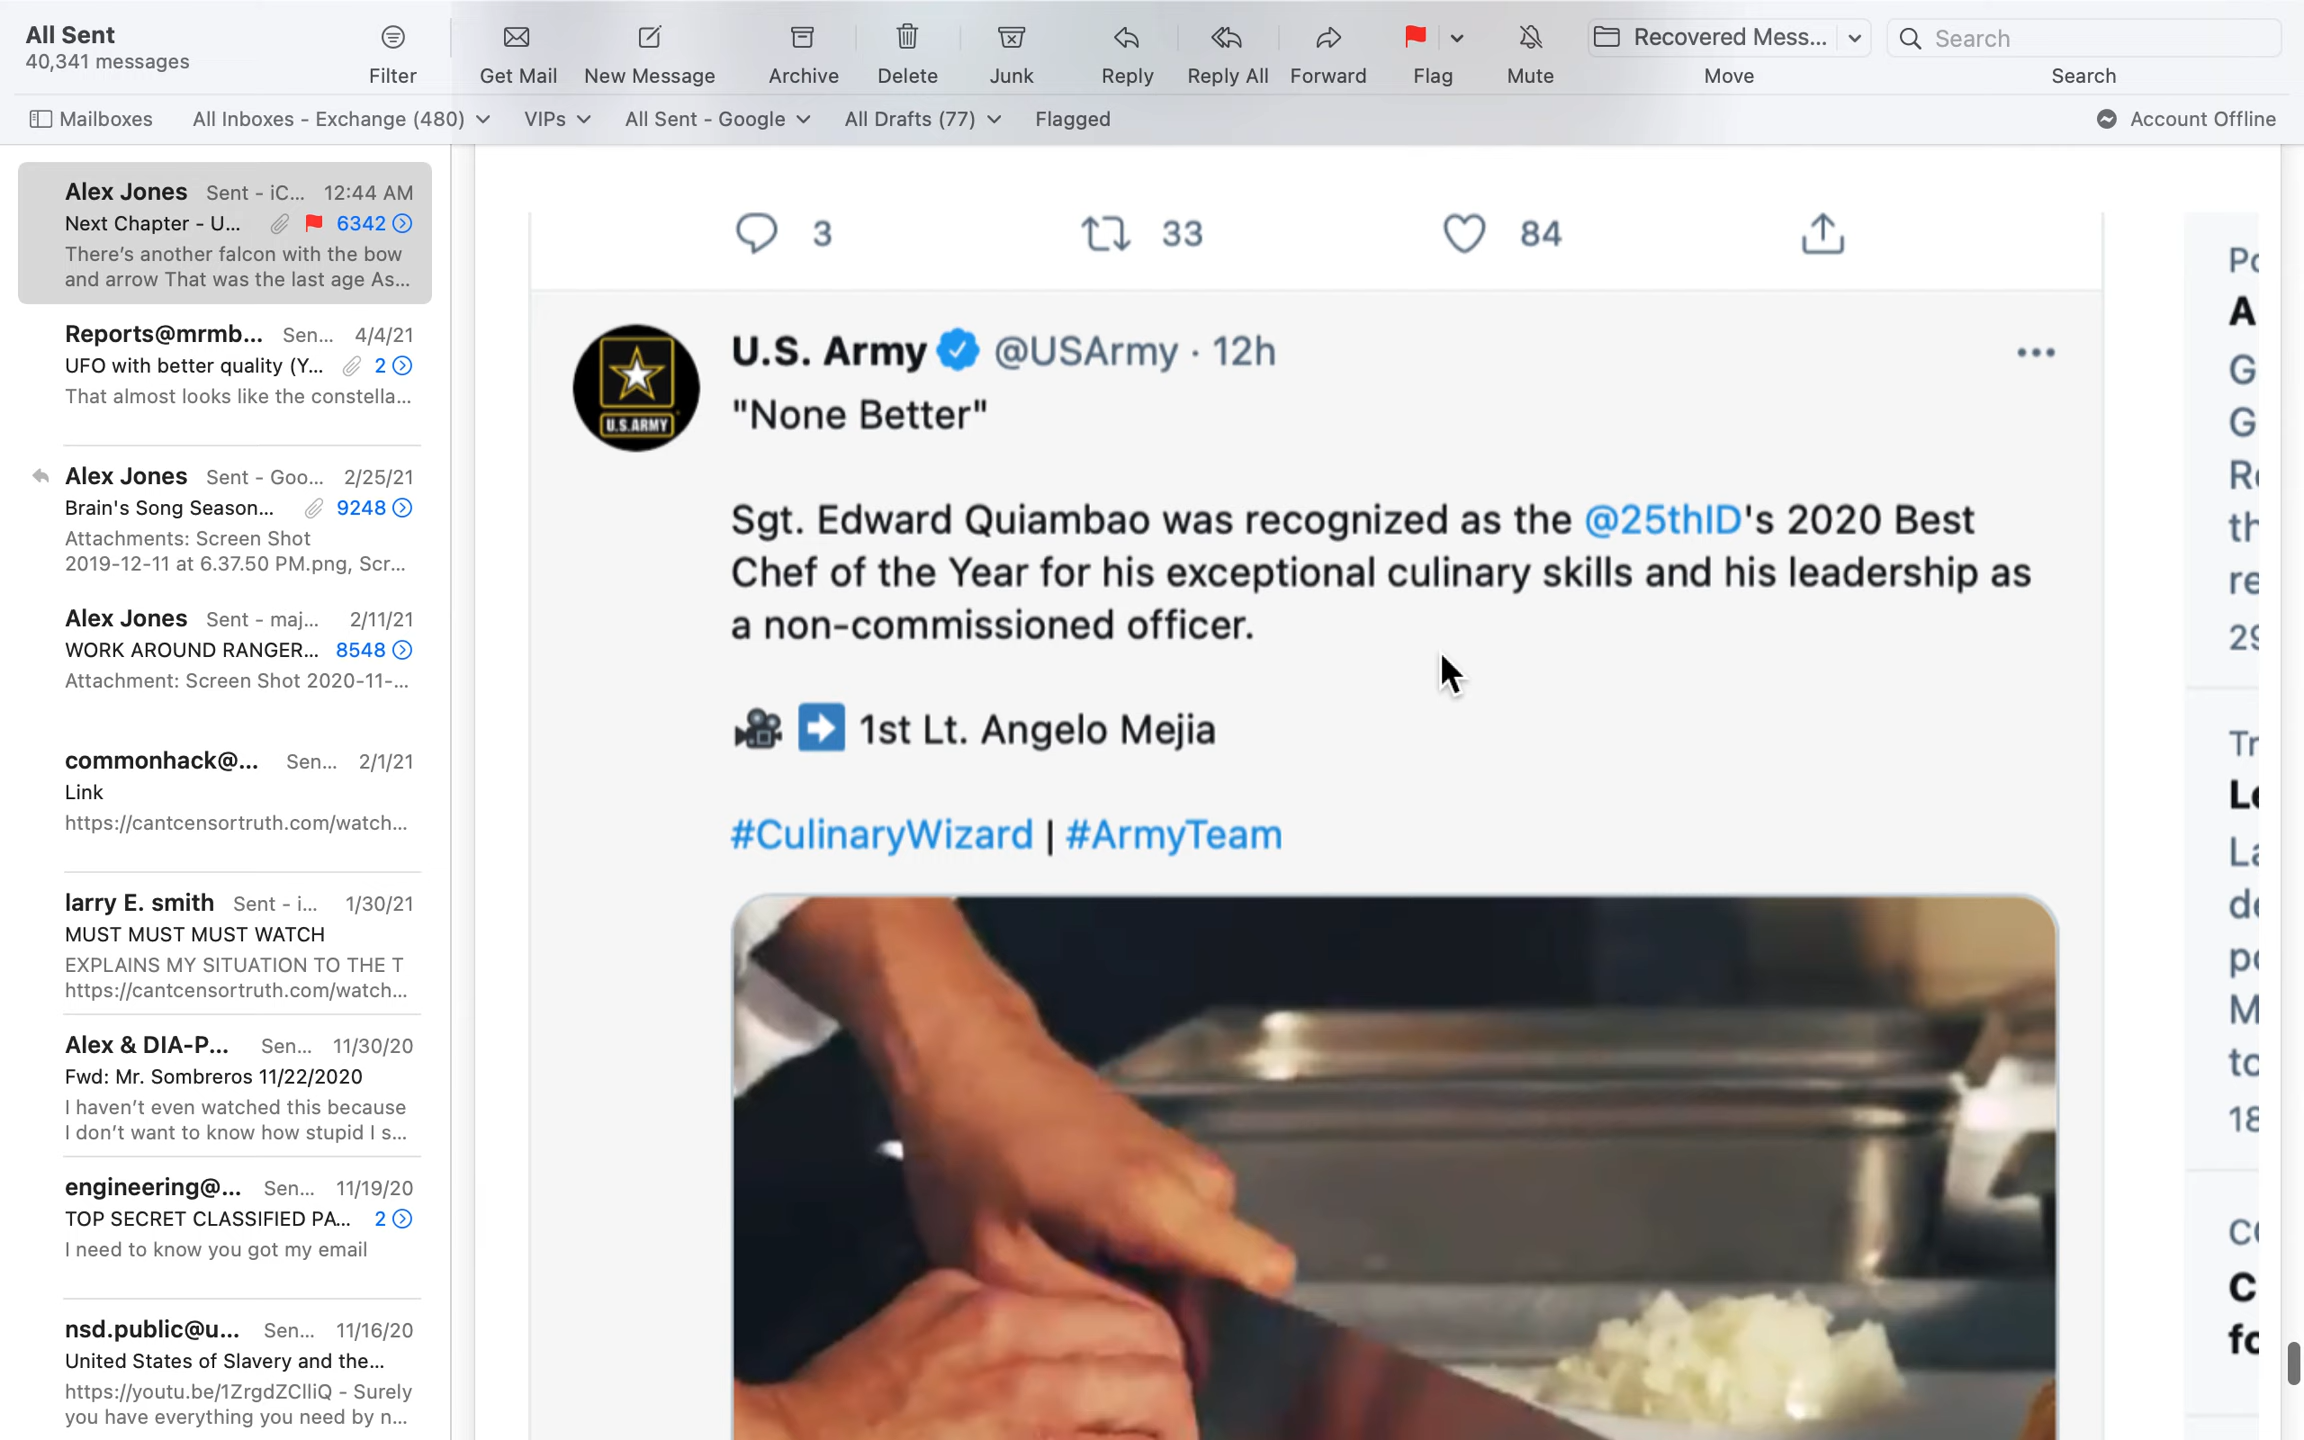 All Sent
40,341 messages
Filter
Get Mail
New Message
Archive
Delete
Junk
Reply
Reply All
Forward
Flag
Mute
Recovered Mess...
Move
Search
Search
Mailboxes
All Inboxes - Exchange (480)
VIPs
All Sent - Google
All Drafts (77)
Flagged
Account Offline
Alex Jones Sent - iC... 12:44 AM
Next Chapter - U... 6342
There's another falcon with the bow
and arrow That was the last age As...
Reports@mrmb... Sen... 4/4/21
UFO with better quality (Y... 2
That almost looks like the constella...
Alex Jones Sent - Goo... 2/25/21
Brain's Song Season... 9248
Attachments: Screen Shot
2019-12-11 at 6.37.50 PM.png, Scr...
Alex Jones Sent - maj... 2/11/21
WORK AROUND RANGER... 8548
Attachment: Screen Shot 2020-11-...
commonhack@... Sen... 2/1/21
Link
https://cantcensortruth.com/watch...
larry E. smith Sent - i... 1/30/21
MUST MUST MUST WATCH
EXPLAINS MY SITUATION TO THE T
https://cantcensortruth.com/watch...
Alex & DIA-P... Sen... 11/30/20
Fwd: Mr. Sombreros 11/22/2020
I haven't even watched this because
I don't want to know how stupid I s...
engineering@... Sen... 11/19/20
TOP SECRET CLASSIFIED PA... 2
I need to know you got my email
nsd.public@u... Sen... 11/16/20
United States of Slavery and the...
https://youtu.be/1ZrgdZClliQ - Surely
you have everything you need by n...
3 33 84
U.S.ARMY
U.S. Army @USArmy · 12h
"None Better"
Sgt. Edward Quiambao was recognized as the @25thID's 2020 Best
Chef of the Year for his exceptional culinary skills and his leadership as
a non-commissioned officer.
1st Lt. Angelo Mejia
#CulinaryWizard | #ArmyTeam